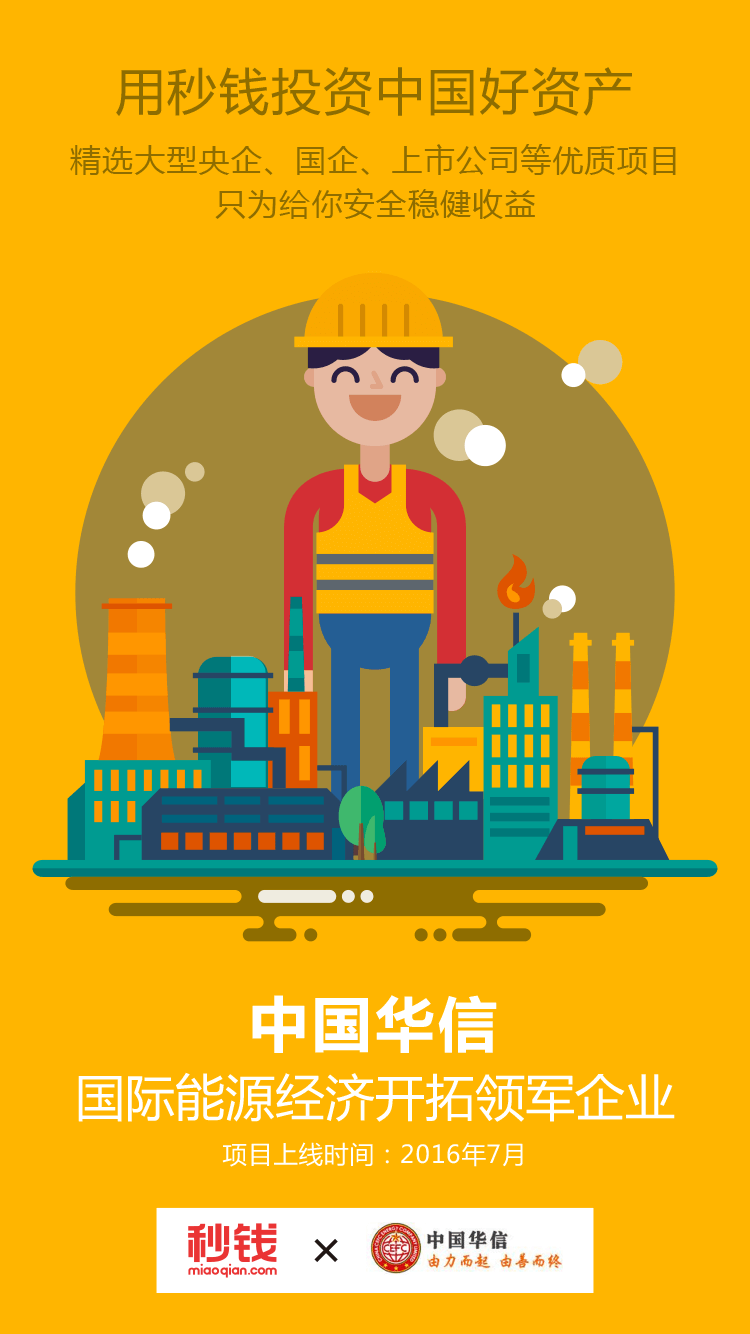 用秒钱投资中国好资产
精选大型央企、国企、上市公司等优质项目
只为给你安全稳健收益
中国华信
国际能源经济开拓领军企业
项目上线时间：2016年7月
秒钱
miaoqian.com
×
CEFC
中国华信
由力而起 由善而终